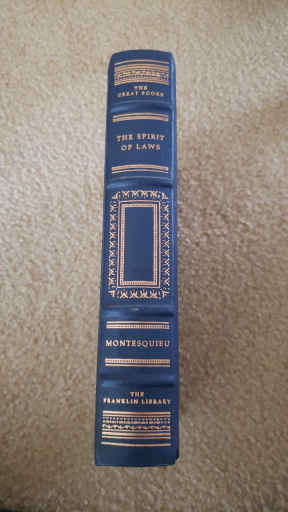 THE
GREAT BOOKS
THE SPIRIT
OF LAWS
MONTESQUIEU
THE
FRANKLIN LIBRARY